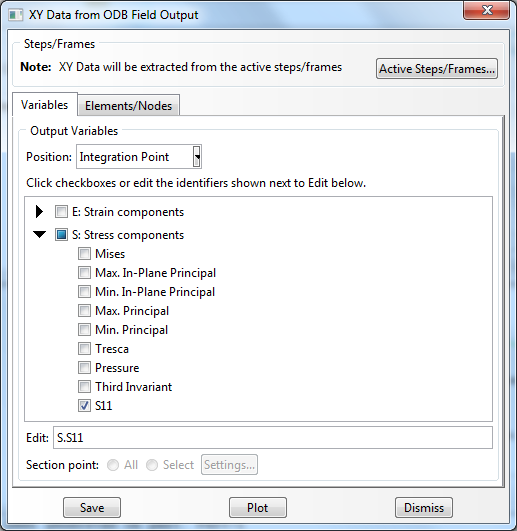 XY Data from ODB Field Output
Steps/Frames
Note: XY Data will be extracted from the active steps/frames
Active Steps/Frames...
Variables
Elements/Nodes
Output Variables
Position: Integration Point
Click checkboxes or edit the identifiers shown next to Edit below.
E: Strain components
S: Stress components
Mises
Max. In-Plane Principal
Min. In-Plane Principal
Max. Principal
Min. Principal
Tresca
Pressure
Third Invariant
S11
Edit: S.S11
Section point: All Select Settings...
Save Plot Dismiss